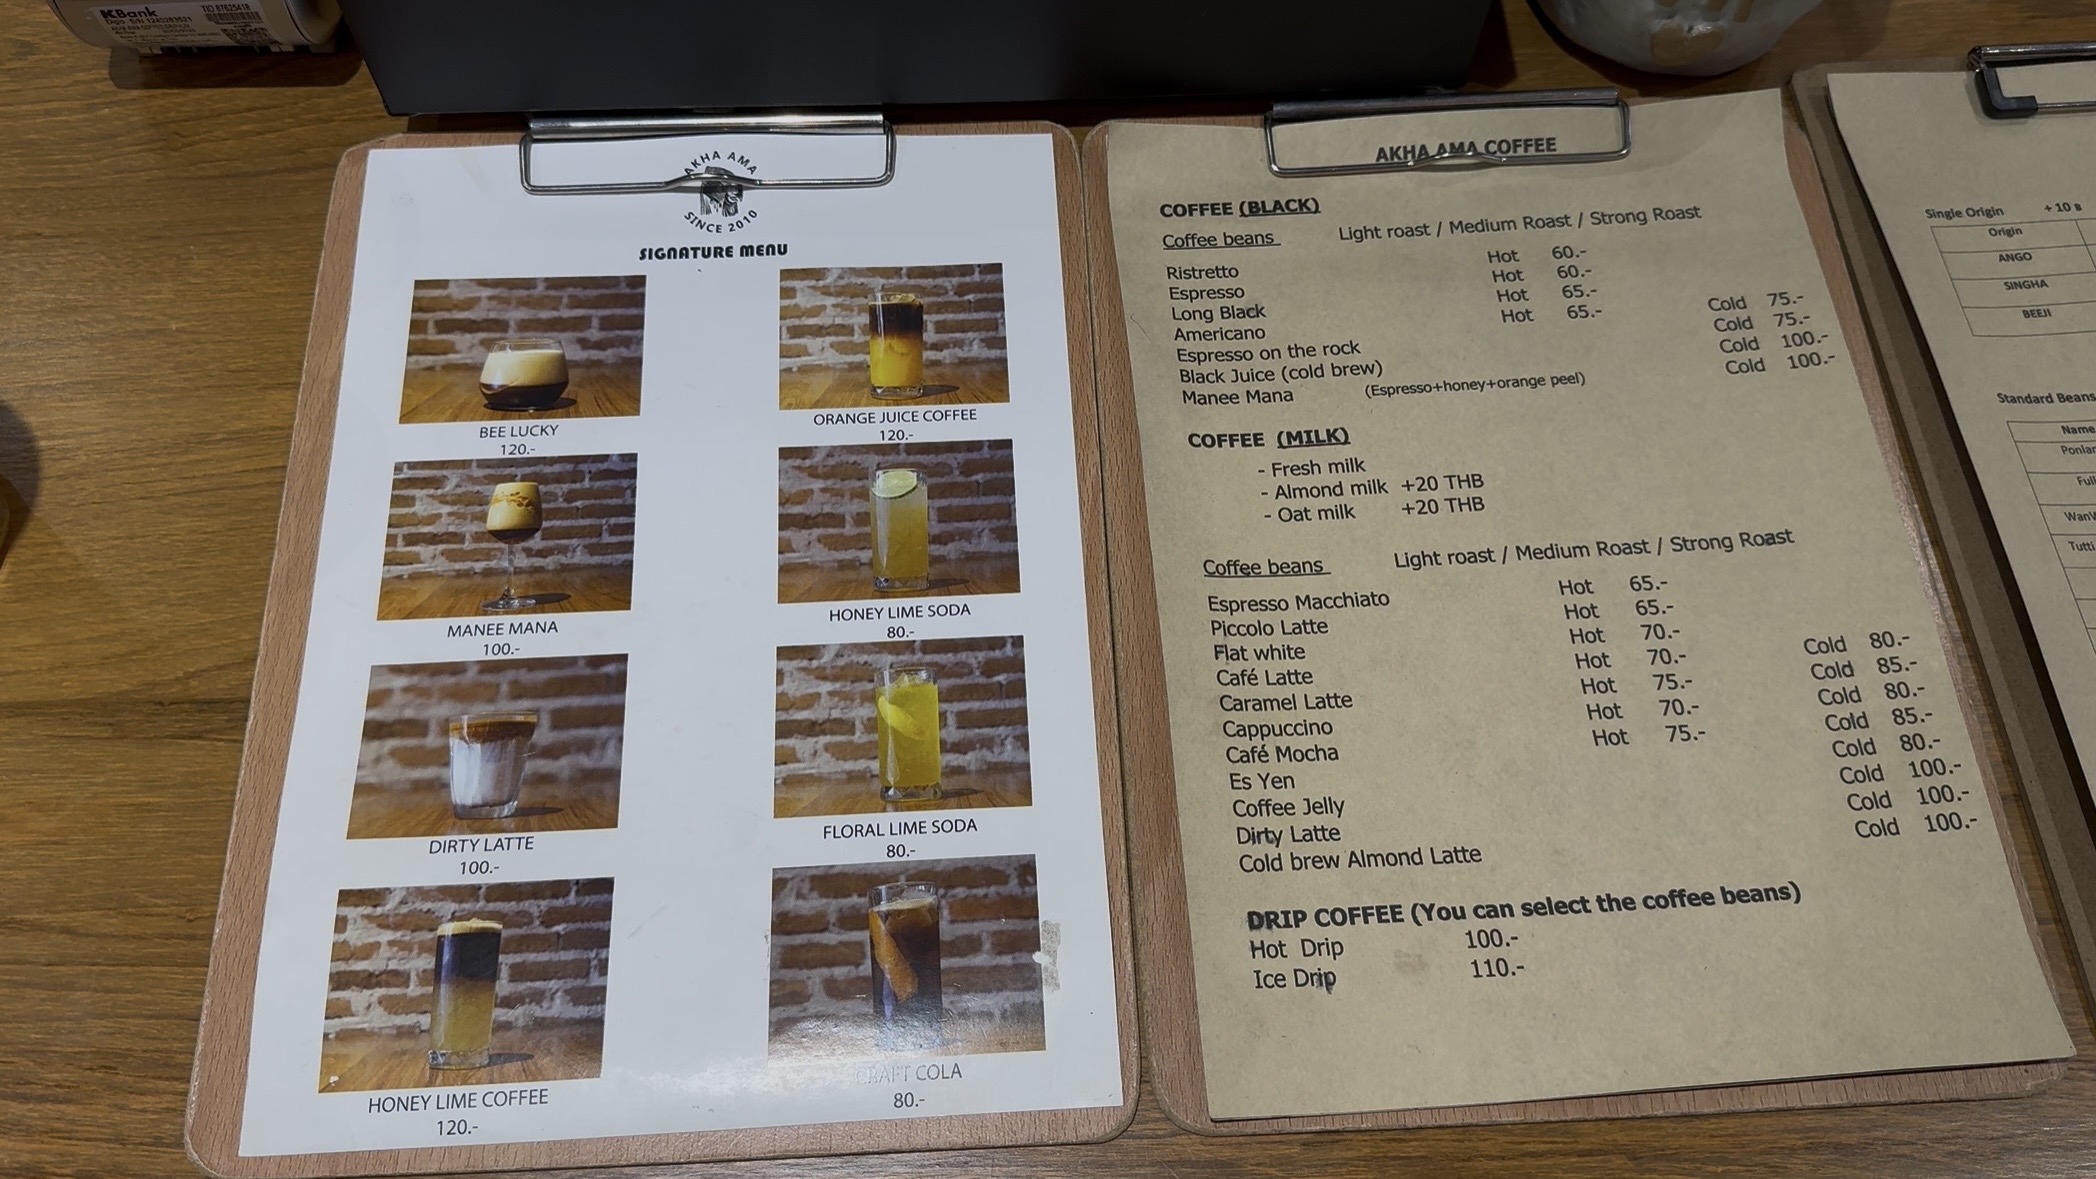 KBank
TID 87625418
AKHA AMA
SINCE 2010
SIGNATURE MENU
BEE LUCKY
120.-
ORANGE JUICE COFFEE
120.-
MANEE MANA
100.-
HONEY LIME SODA
80.-
DIRTY LATTE
100.-
FLORAL LIME SODA
80.-
HONEY LIME COFFEE
120.-
CRAFT COLA
80.-
AKHA AMA COFFEE
COFFEE (BLACK)
Coffee beans Light roast / Medium Roast / Strong Roast
Ristretto Hot 60.-
Espresso Hot 60.-
Long Black Hot 65.-
Americano Hot 65.- Cold 75.-
Espresso on the rock Cold 75.-
Black Juice (cold brew) Cold 100.-
Manee Mana (Espresso+honey+orange peel) Cold 100.-
COFFEE (MILK)
- Fresh milk
- Almond milk +20 THB
- Oat milk +20 THB
Coffee beans Light roast / Medium Roast / Strong Roast
Espresso Macchiato Hot 65.-
Piccolo Latte Hot 65.-
Flat white Hot 70.-
Café Latte Hot 70.- Cold 80.-
Caramel Latte Hot 75.- Cold 85.-
Cappuccino Hot 70.- Cold 80.-
Café Mocha Hot 75.- Cold 85.-
Es Yen Cold 80.-
Coffee Jelly Cold 100.-
Dirty Latte Cold 100.-
Cold brew Almond Latte Cold 100.-
DRIP COFFEE (You can select the coffee beans)
Hot Drip 100.-
Ice Drip 110.-
Single Origin +10 B
Origin
ANGO
SINGHA
BEEJI
Standard Beans
Name
Full
Tutti